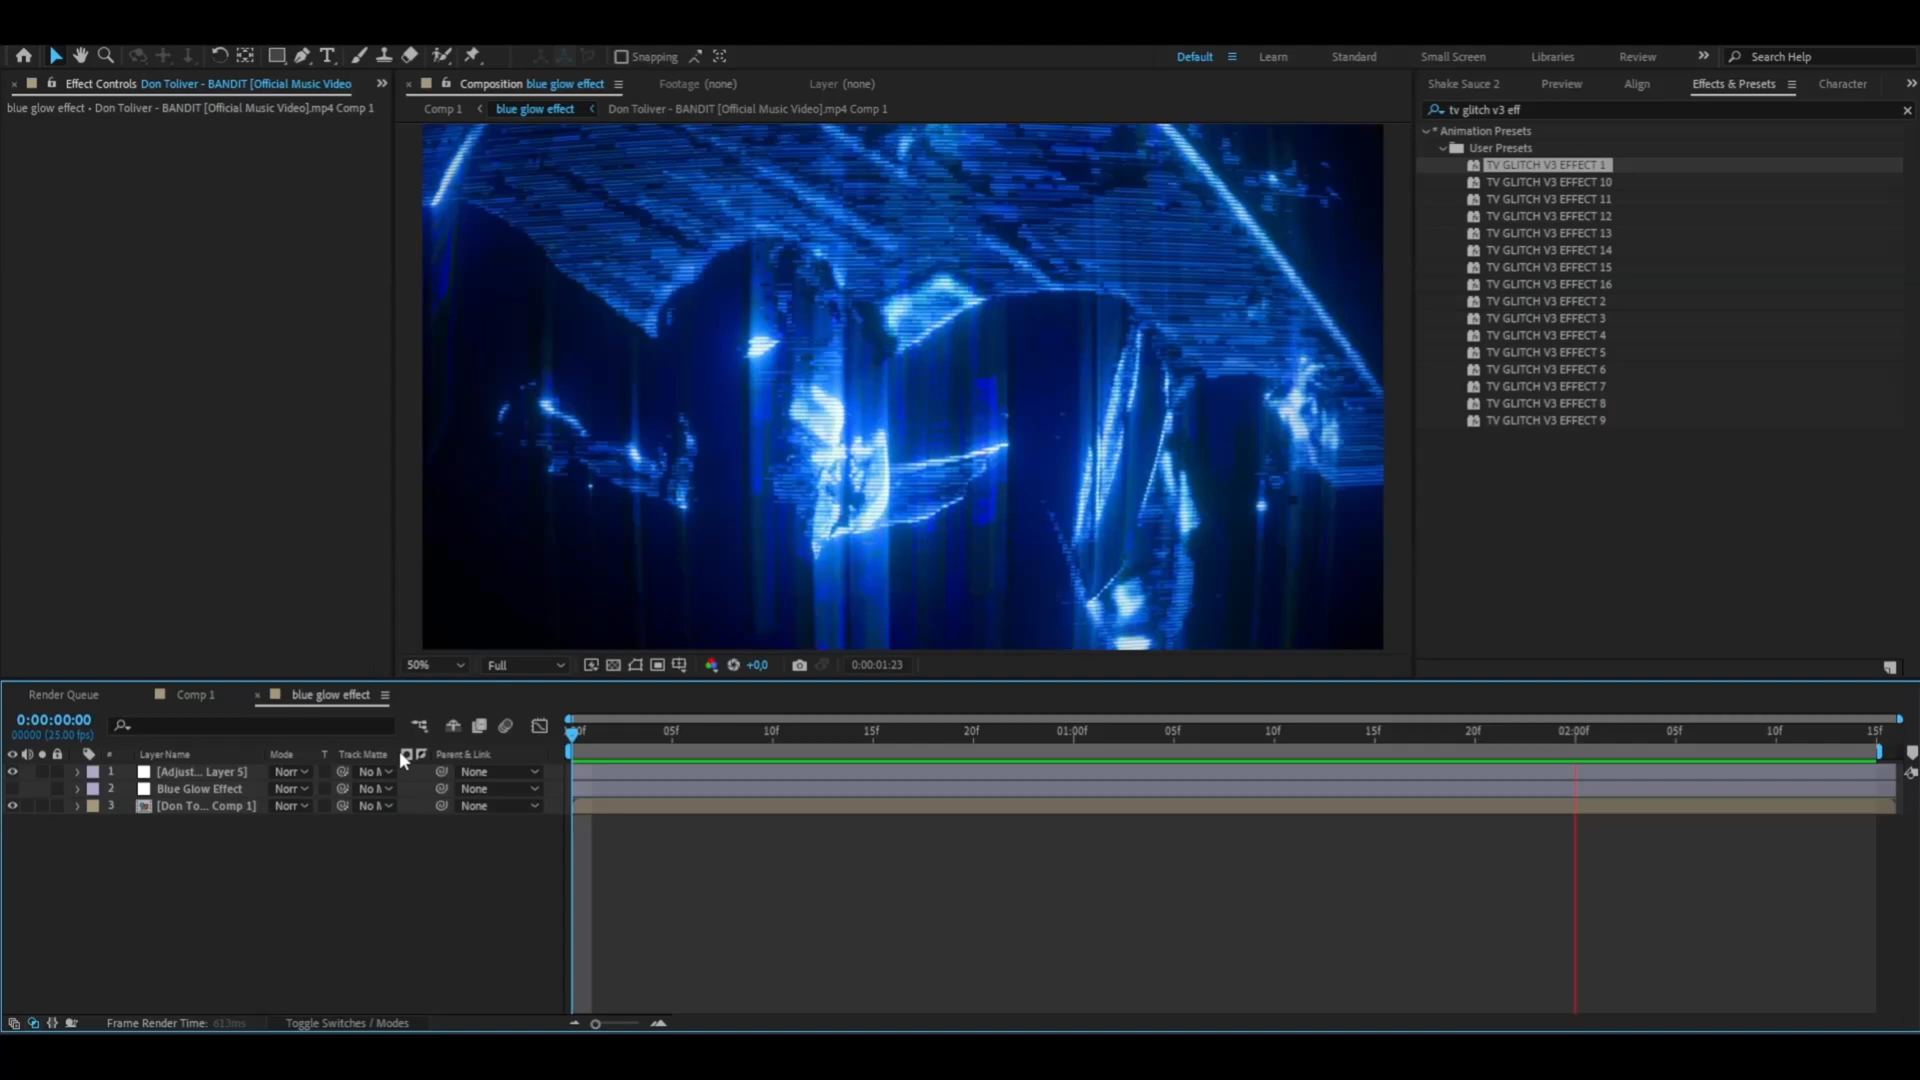 Snapping
Default
Learn
Standard
Small Screen
Libraries
Review
Search Help
Effect Controls Don Toliver - BANDIT [Official Music Video
Composition blue glow effect
Footage (none)
Layer (none)
Shake Sauce 2
Preview
Align
Effects & Presets
Character
blue glow effect • Don Toliver - BANDIT [Official Music Video].mp4 Comp 1
Comp 1
blue glow effect
Don Toliver - BANDIT [Official Music Video].mp4 Comp 1
tv glitch v3 eff
* Animation Presets
User Presets
TV GLITCH V3 EFFECT 1
TV GLITCH V3 EFFECT 10
TV GLITCH V3 EFFECT 11
TV GLITCH V3 EFFECT 12
TV GLITCH V3 EFFECT 13
TV GLITCH V3 EFFECT 14
TV GLITCH V3 EFFECT 15
TV GLITCH V3 EFFECT 16
TV GLITCH V3 EFFECT 2
TV GLITCH V3 EFFECT 3
TV GLITCH V3 EFFECT 4
TV GLITCH V3 EFFECT 5
TV GLITCH V3 EFFECT 6
TV GLITCH V3 EFFECT 7
TV GLITCH V3 EFFECT 8
TV GLITCH V3 EFFECT 9
50%
Full
+0,0
0:00:01:23
Render Queue
Comp 1
blue glow effect
0:00:00:00
00000 (25.00 fps)
05f
10f
15f
20f
01:00f
05f
10f
15f
20f
02:00f
05f
10f
15f
# Layer Name Mode T Track Matte Parent & Link
1 [Adjust... Layer 5] Norr No M None
2 Blue Glow Effect Norr No M None
3 [Don To... Comp 1] Norr No M None
Frame Render Time: 613ms
Toggle Switches / Modes